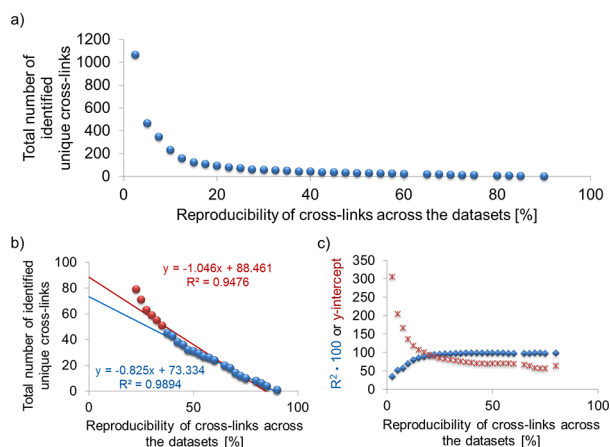 a)
Total number of
identified
unique cross-links
1200
1000
800
600
400
200
0
0 20 40 60 80 100
Reproducibility of cross-links across the datasets [%]
b)
Total number of identified
unique cross-links
100
80
60
40
20
0
y = -1.046x + 88.461
R² = 0.9476
y = -0.825x + 73.334
R² = 0.9894
0 50 100
Reproducibility of cross-links across
the datasets [%]
c)
R² · 100 or y-intercept
350
300
250
200
150
100
50
0
0 50 100
Reproducibility of cross-links across
the datasets [%]